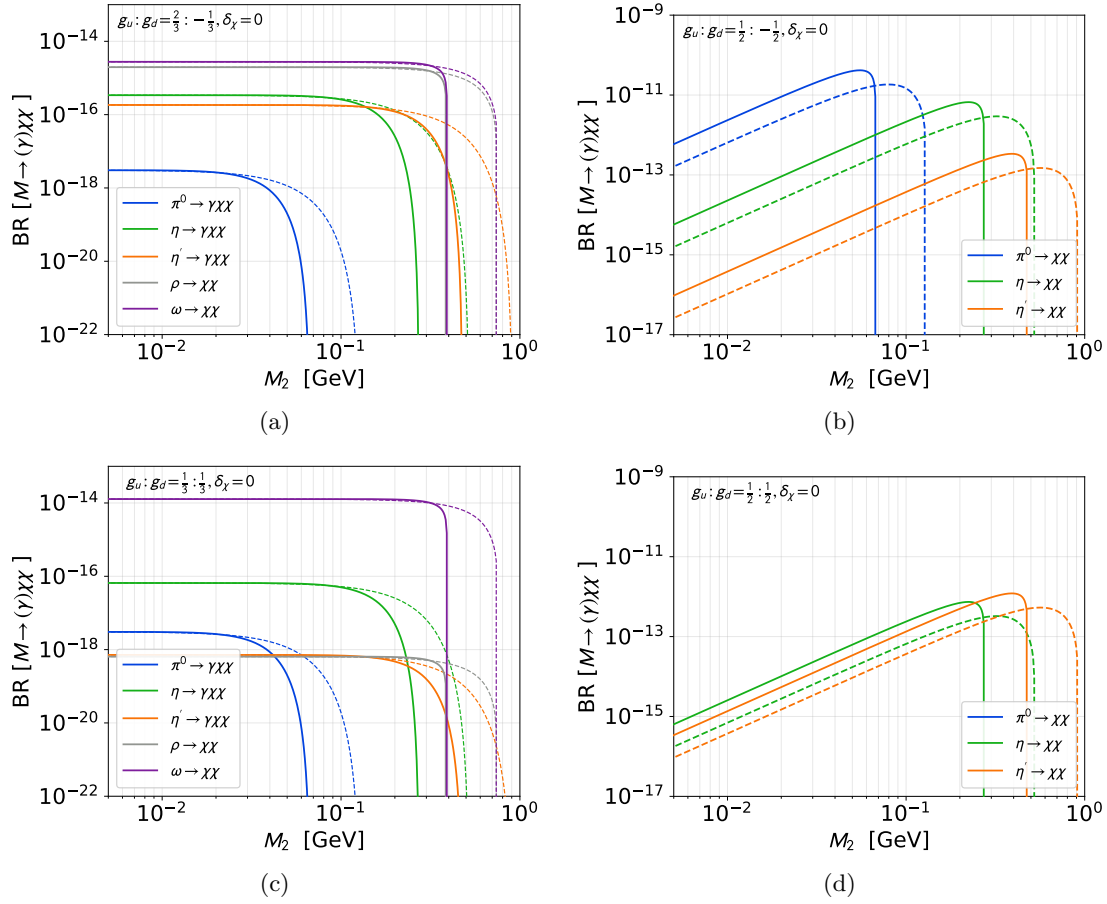 g_u : g_d = 2/3 : −1/3, δ_χ = 0
BR [M → (γ)χχ]
10^−14
10^−16
10^−18
10^−20
10^−22
π^0 → γχχ
η → γχχ
η′ → γχχ
ρ → χχ
ω → χχ
10^−2 10^−1 10^0
M_2 [GeV]
(a)
g_u : g_d = 1/2 : −1/2, δ_χ = 0
BR [M → (γ)χχ]
10^−9
10^−11
10^−13
10^−15
10^−17
π^0 → χχ
η → χχ
η′ → χχ
10^−2 10^−1 10^0
M_2 [GeV]
(b)
g_u : g_d = 1/3 : 1/3, δ_χ = 0
BR [M → (γ)χχ]
10^−14
10^−16
10^−18
10^−20
10^−22
π^0 → γχχ
η → γχχ
η′ → γχχ
ρ → χχ
ω → χχ
10^−2 10^−1 10^0
M_2 [GeV]
(c)
g_u : g_d = 1/2 : 1/2, δ_χ = 0
BR [M → (γ)χχ]
10^−9
10^−11
10^−13
10^−15
10^−17
π^0 → χχ
η → χχ
η′ → χχ
10^−2 10^−1 10^0
M_2 [GeV]
(d)